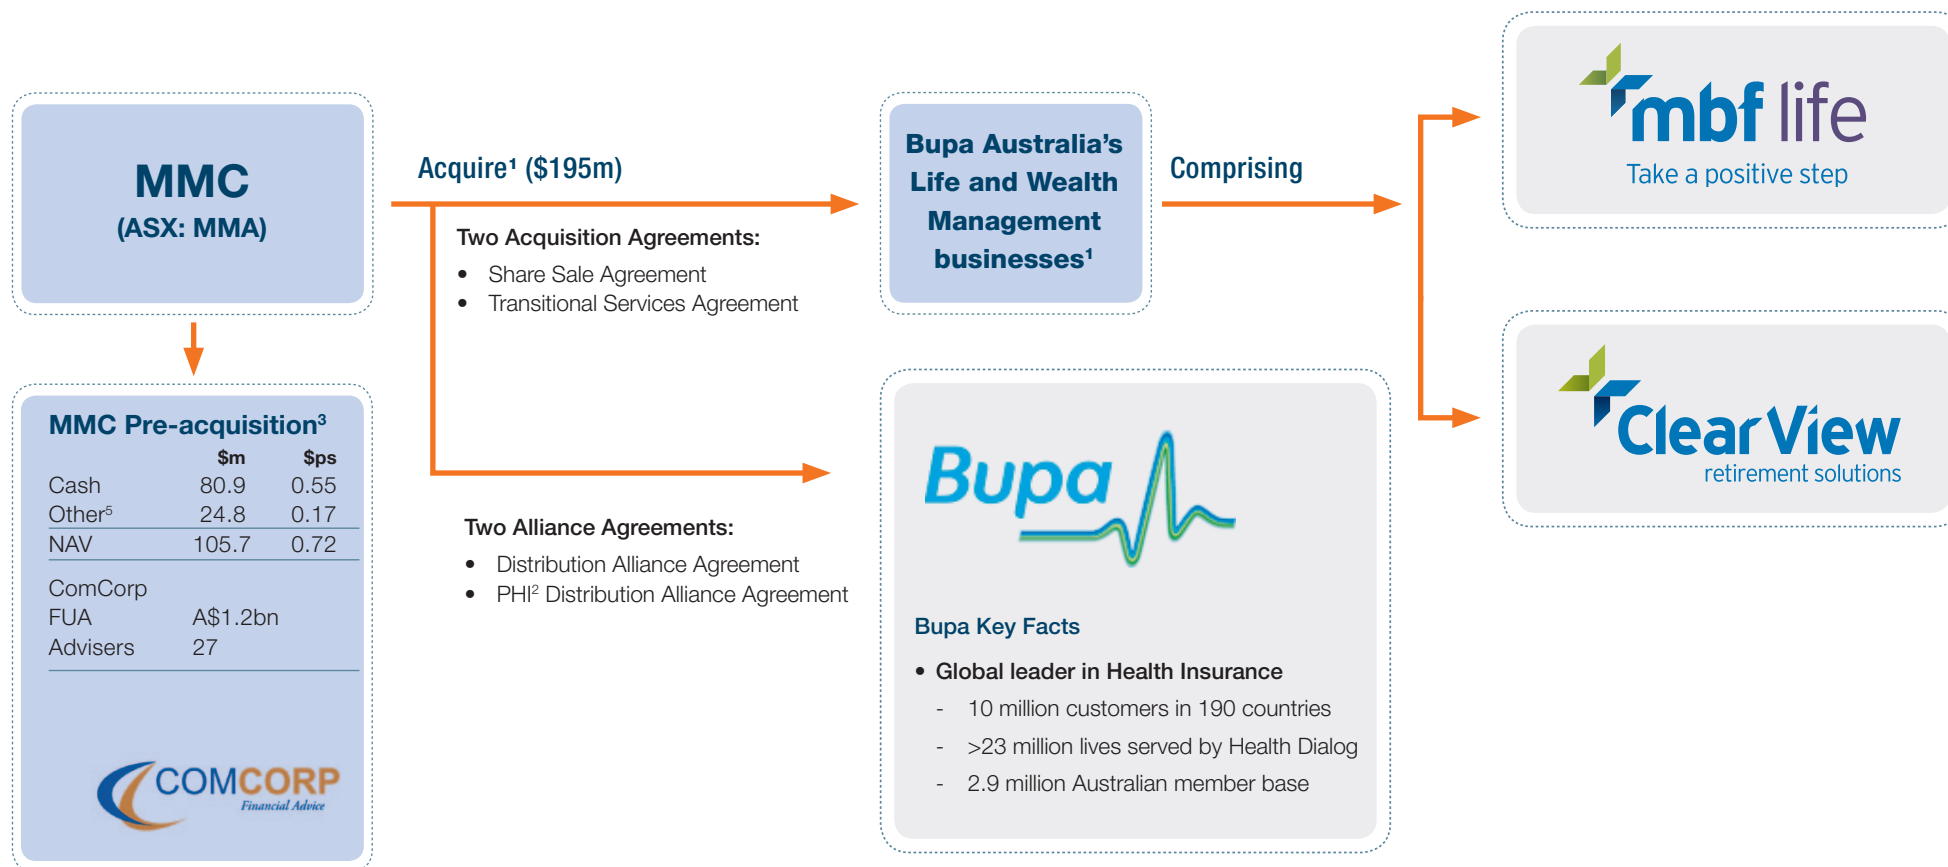 MMC
(ASX: MMA)
Acquire¹ ($195m)
Two Acquisition Agreements:
• Share Sale Agreement
• Transitional Services Agreement
Bupa Australia’s
Life and Wealth
Management
businesses¹
Comprising
mbf life
Take a positive step
ClearView
retirement solutions
MMC Pre-acquisition³
$m $ps
Cash 80.9 0.55
Other⁵ 24.8 0.17
NAV 105.7 0.72
ComCorp
FUA A$1.2bn
Advisers 27
COMCORP
Financial Advice
Two Alliance Agreements:
• Distribution Alliance Agreement
• PHI² Distribution Alliance Agreement
Bupa
Bupa Key Facts
• Global leader in Health Insurance
- 10 million customers in 190 countries
- >23 million lives served by Health Dialog
- 2.9 million Australian member base